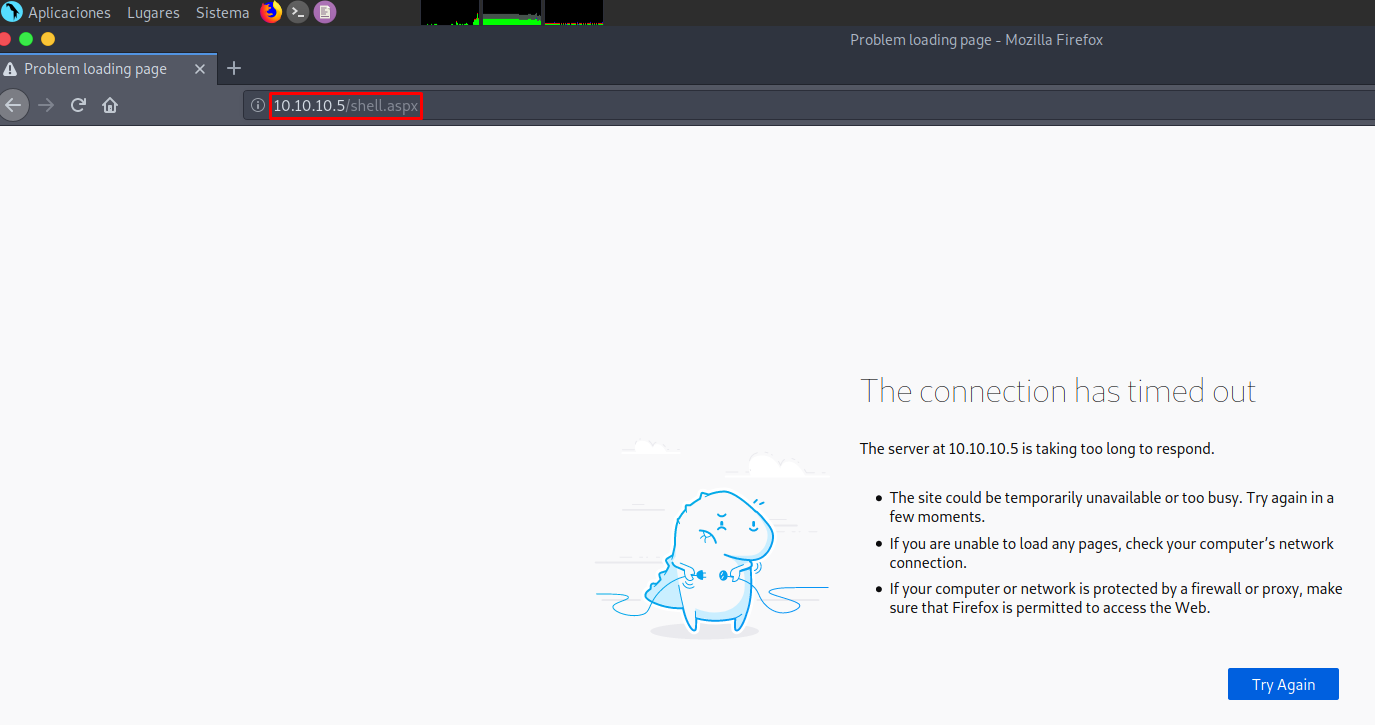 Aplicaciones Lugares Sistema
Problem loading page - Mozilla Firefox
Problem loading page
10.10.10.5/shell.aspx
The connection has timed out
The server at 10.10.10.5 is taking too long to respond.
The site could be temporarily unavailable or too busy. Try again in a
few moments.
If you are unable to load any pages, check your computer’s network
connection.
If your computer or network is protected by a firewall or proxy, make
sure that Firefox is permitted to access the Web.
Try Again